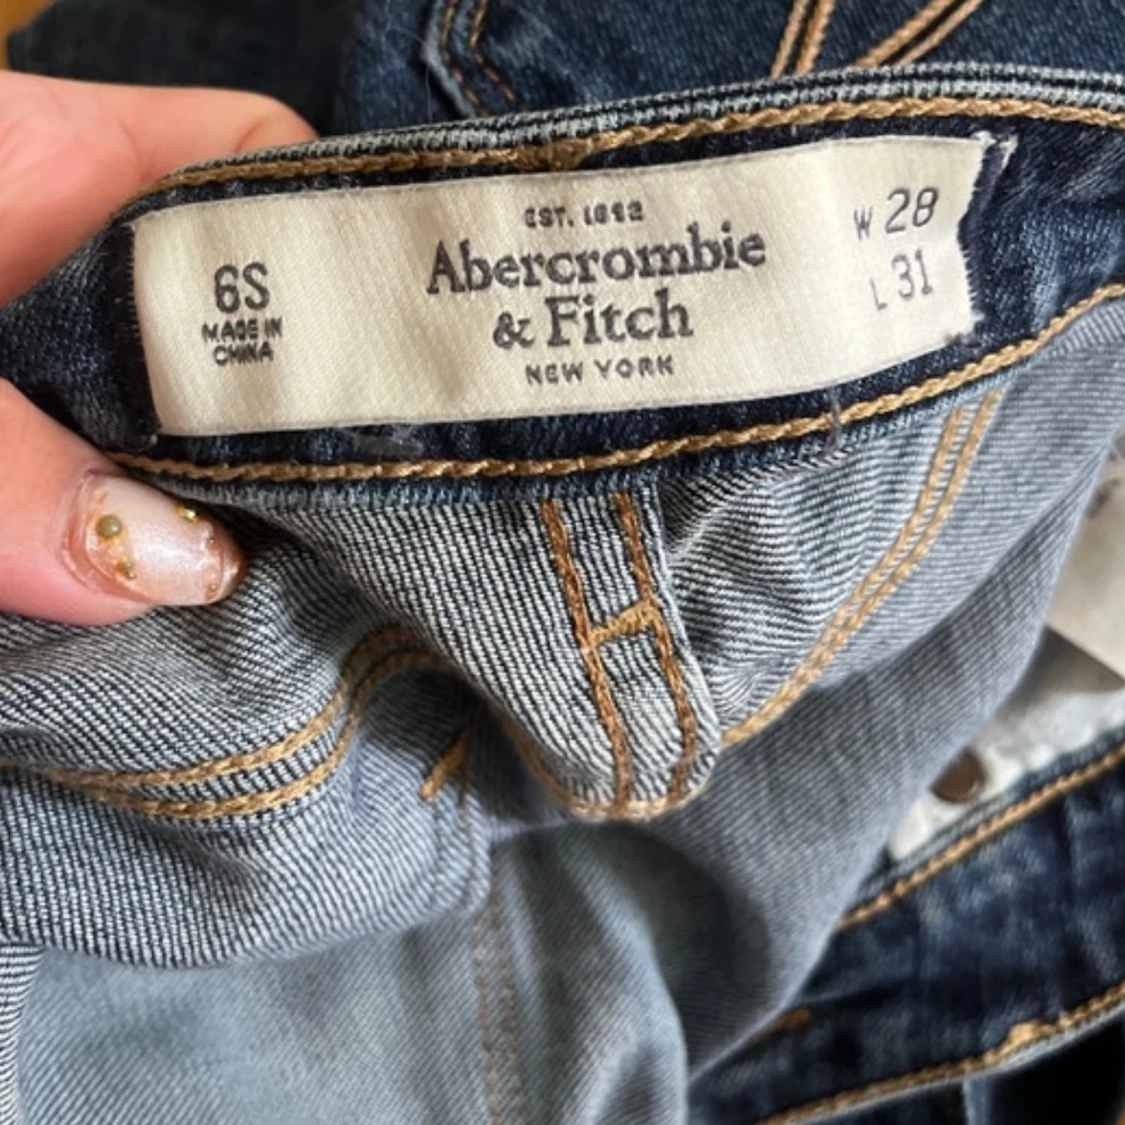 6S
MADE IN
CHINA
EST. 1892
Abercrombie
& Fitch
NEW YORK
W 28
L 31